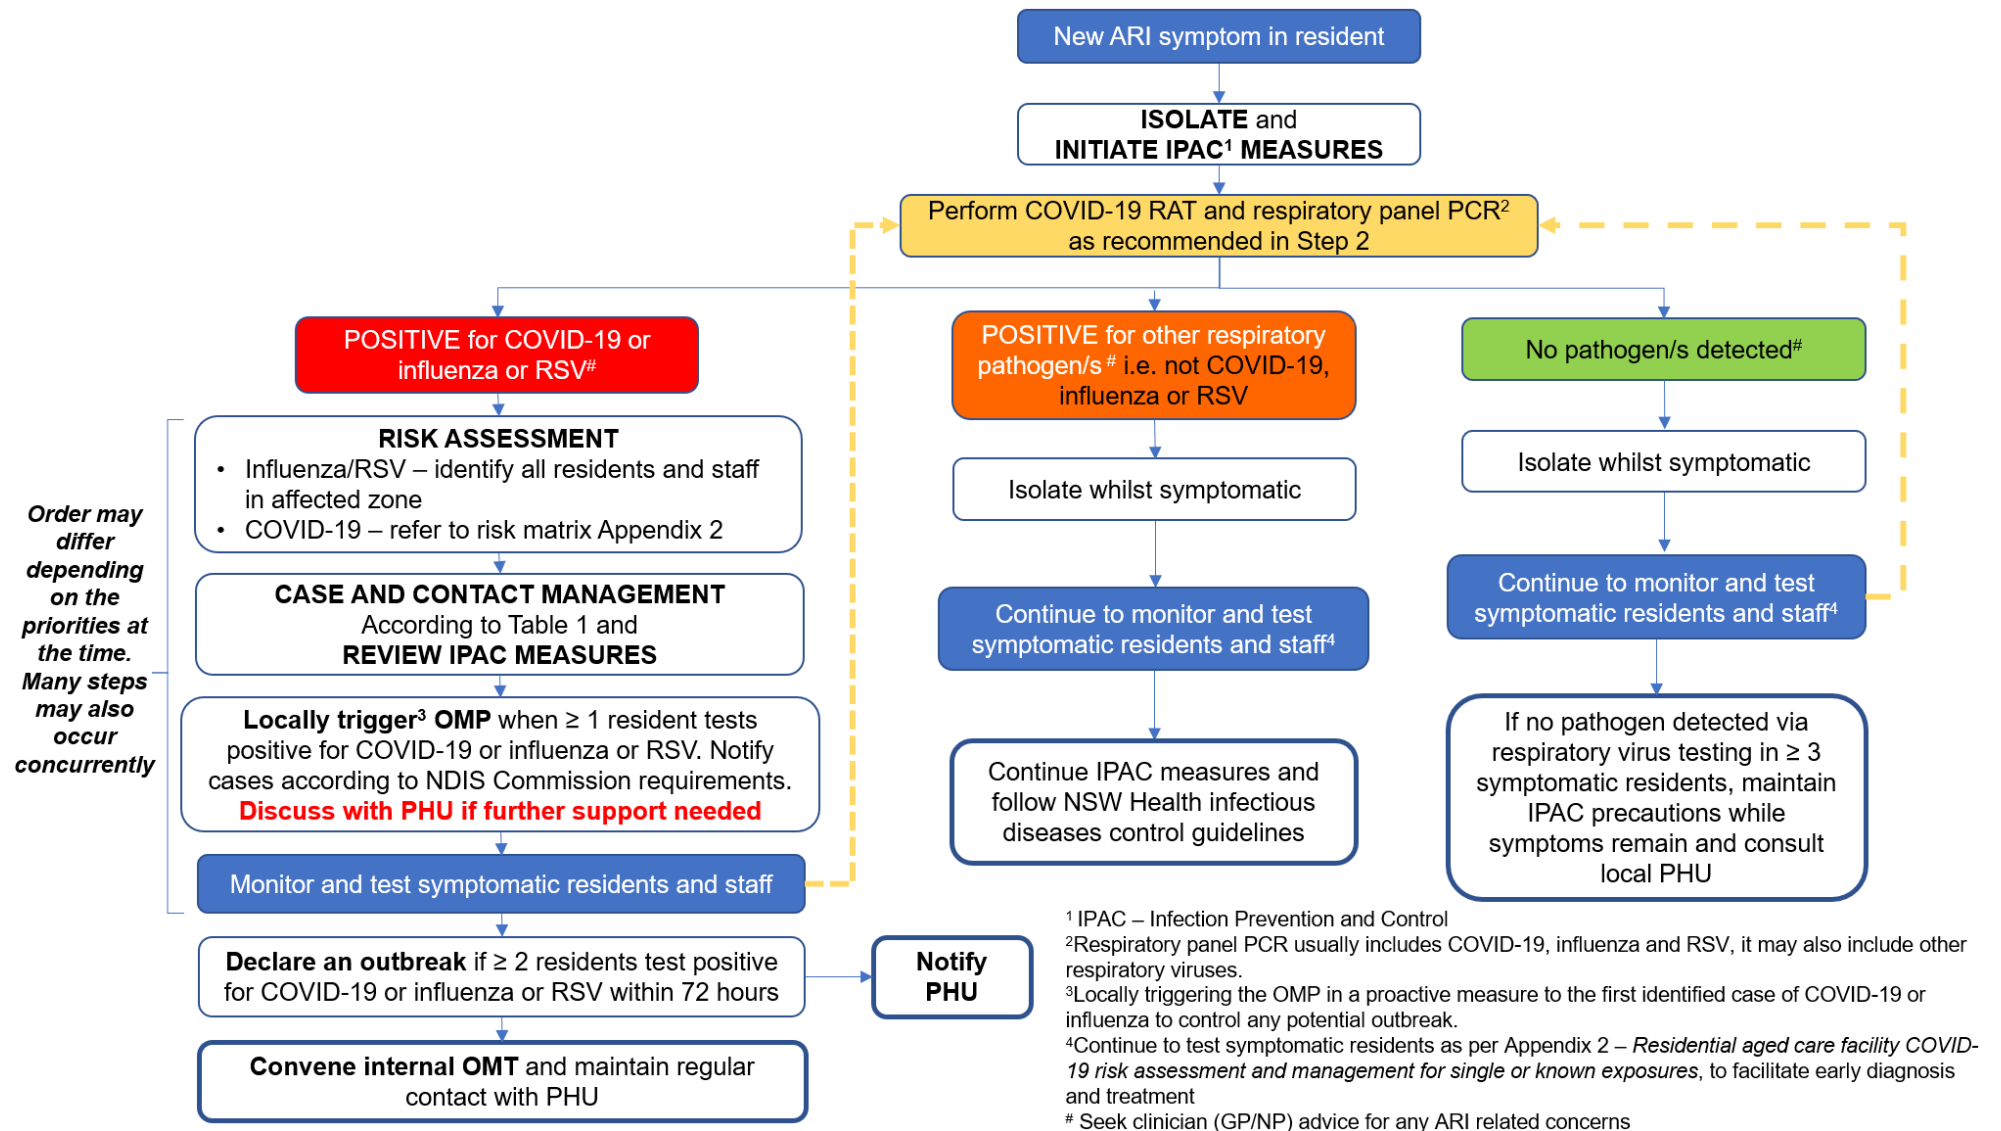 New ARI symptom in resident
ISOLATE and
INITIATE IPAC¹ MEASURES
Perform COVID-19 RAT and respiratory panel PCR²
as recommended in Step 2
POSITIVE for COVID-19 or
influenza or RSV#
RISK ASSESSMENT
• Influenza/RSV – identify all residents and staff
in affected zone
• COVID-19 – refer to risk matrix Appendix 2
CASE AND CONTACT MANAGEMENT
According to Table 1 and
REVIEW IPAC MEASURES
Locally trigger³ OMP when ≥ 1 resident tests
positive for COVID-19 or influenza or RSV. Notify
cases according to NDIS Commission requirements.
Discuss with PHU if further support needed
Monitor and test symptomatic residents and staff
Order may
differ
depending
on the
priorities at
the time.
Many steps
may also
occur
concurrently
Declare an outbreak if ≥ 2 residents test positive
for COVID-19 or influenza or RSV within 72 hours
Notify
PHU
Convene internal OMT and maintain regular
contact with PHU
POSITIVE for other respiratory
pathogen/s # i.e. not COVID-19,
influenza or RSV
Isolate whilst symptomatic
Continue to monitor and test
symptomatic residents and staff⁴
Continue IPAC measures and
follow NSW Health infectious
diseases control guidelines
No pathogen/s detected#
Isolate whilst symptomatic
Continue to monitor and test
symptomatic residents and staff⁴
If no pathogen detected via
respiratory virus testing in ≥ 3
symptomatic residents, maintain
IPAC precautions while
symptoms remain and consult
local PHU
¹ IPAC – Infection Prevention and Control
²Respiratory panel PCR usually includes COVID-19, influenza and RSV, it may also include other
respiratory viruses.
³Locally triggering the OMP in a proactive measure to the first identified case of COVID-19 or
influenza to control any potential outbreak.
⁴Continue to test symptomatic residents as per Appendix 2 – Residential aged care facility COVID-
19 risk assessment and management for single or known exposures, to facilitate early diagnosis
and treatment
# Seek clinician (GP/NP) advice for any ARI related concerns